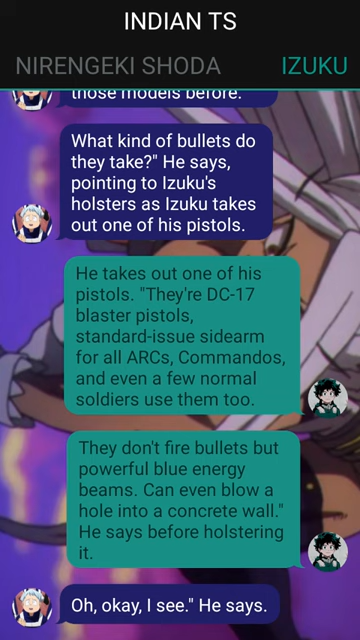 INDIAN TS
NIRENGEKI SHODA IZUKU
those models before.
What kind of bullets do
they take?" He says,
pointing to Izuku's
holsters as Izuku takes
out one of his pistols.
He takes out one of his
pistols. "They're DC-17
blaster pistols,
standard-issue sidearm
for all ARCs, Commandos,
and even a few normal
soldiers use them too.
They don't fire bullets but
powerful blue energy
beams. Can even blow a
hole into a concrete wall."
He says before holstering
it.
Oh, okay, I see." He says.